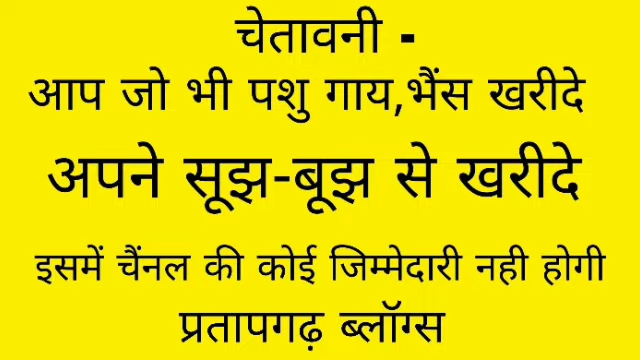 चेतावनी -
आप जो भी पशु गाय,भैंस खरीदे
अपने सूझ-बूझ से खरीदे
इसमें चैंनल की कोई जिम्मेदारी नही होगी
प्रतापगढ़ ब्लॉग्स